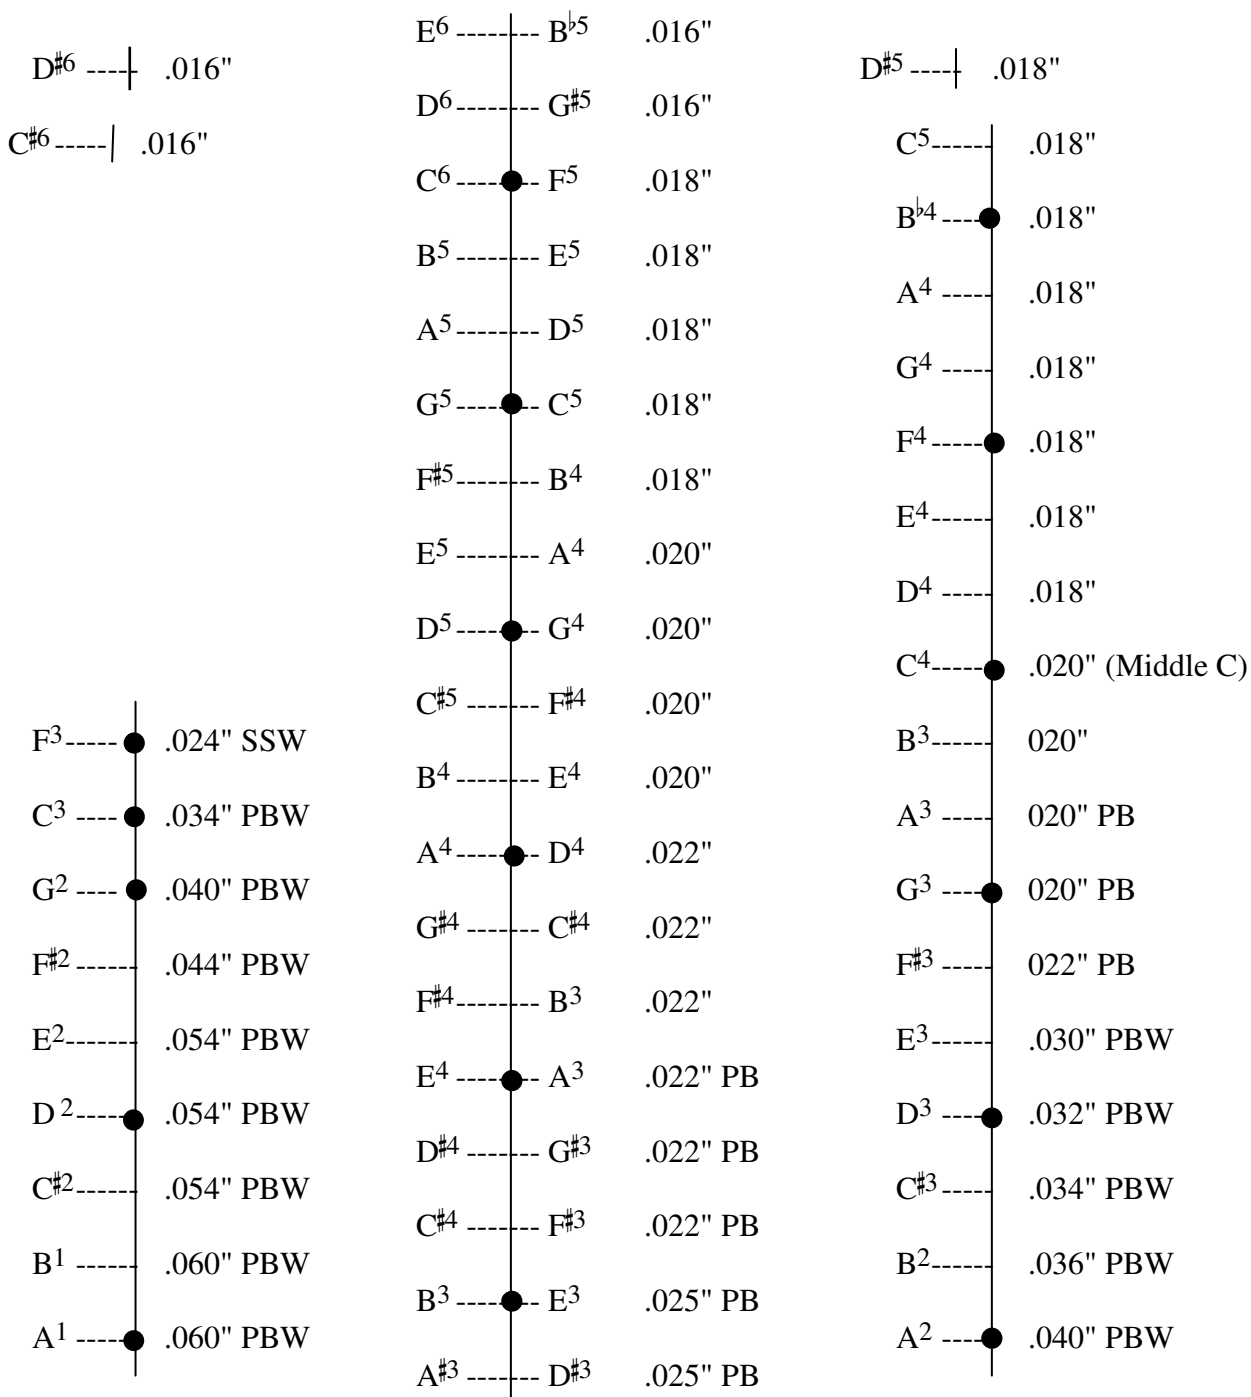 D♯6 ----- .016"
C♯6 ----- .016"
F3 ----- .024" SSW
C3 ---- .034" PBW
G2 ---- .040" PBW
F♯2 ------ .044" PBW
E2 ------- .054" PBW
D 2 ----- .054" PBW
C♯2 ------ .054" PBW
B1 ------ .060" PBW
A1 ---- .060" PBW
E6 -------- B♭5 .016"
D6 -------- G♯5 .016"
C6 -------- F5 .018"
B5 -------- E5 .018"
A5 -------- D5 .018"
G5 -------- C5 .018"
F♯5 -------- B4 .018"
E5 -------- A4 .020"
D5 -------- G4 .020"
C♯5 -------- F♯4 .020"
B4 -------- E4 .020"
A4 -------- D4 .022"
G♯4 -------- C♯4 .022"
F♯4 -------- B3 .022"
E4 -------- A3 .022" PB
D♯4 -------- G♯3 .022" PB
C♯4 -------- F♯3 .022" PB
B3 -------- E3 .025" PB
A♯3 -------- D♯3 .025" PB
D♯5 ----- .018"
C5 ----- .018"
B♭4 ----- .018"
A4 ----- .018"
G4 ----- .018"
F4 ----- .018"
E4 ------ .018"
D4 ----- .018"
C4 ------ .020" (Middle C)
B3 ------ 020"
A3 ----- 020" PB
G3 ----- 020" PB
F♯3 ----- 022" PB
E3 ------ .030" PBW
D3 ----- .032" PBW
C♯3 ----- .034" PBW
B2 ------ .036" PBW
A2 ----- .040" PBW